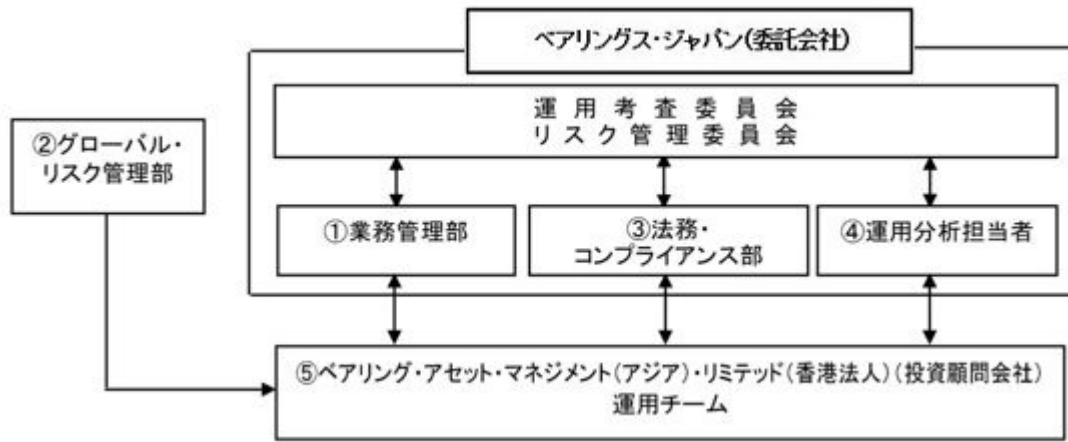 ベアリングス・ジャパン(委託会社)
運用考査委員会
リスク管理委員会
②グローバル・
リスク管理部
①業務管理部
③法務・
コンプライアンス部
④運用分析担当者
⑤ベアリング・アセット・マネジメント(アジア)・リミテッド(香港法人)(投資顧問会社)
運用チーム